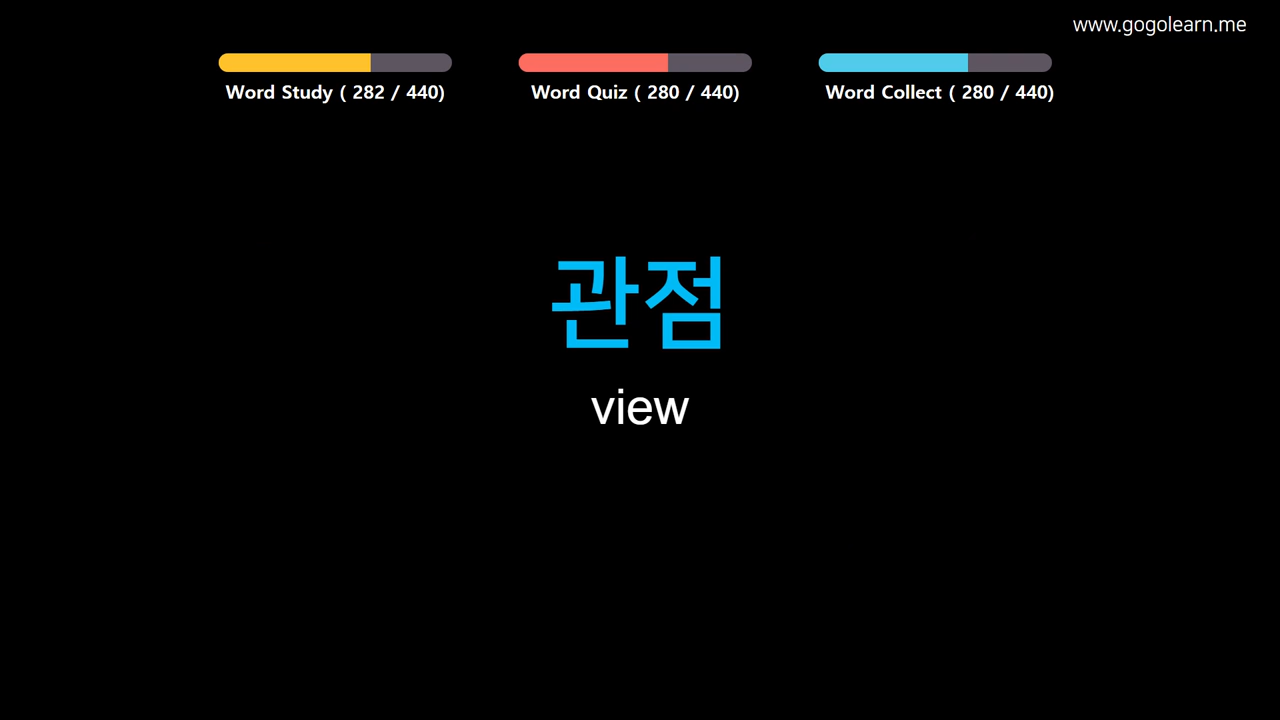 www.gogolearn.me
Word Study ( 282 / 440)
Word Quiz ( 280 / 440)
Word Collect ( 280 / 440)
관점
view